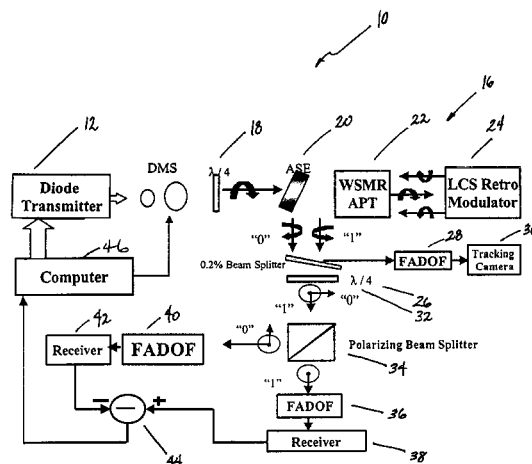 10
16
12
18
20
22
24
DMS
λ/4
ASE
Diode
Transmitter
WSMR
APT
LCS Retro
Modulator
46
"0"
"1"
28
0.2% Beam Splitter
FADOF
Tracking
Camera
Computer
λ/4
26
32
"1"
"0"
42
40
"0"
Receiver
FADOF
Polarizing Beam Splitter
34
"1"
FADOF
36
44
Receiver
38